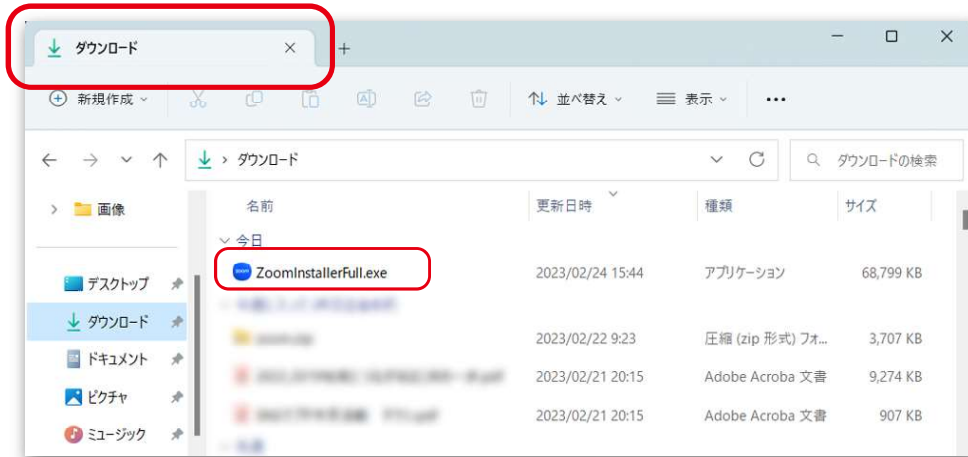 ダウンロード
新規作成
並べ替え
表示
ダウンロード
ダウンロードの検索
画像
デスクトップ
ダウンロード
ドキュメント
ピクチャ
ミュージック
名前 更新日時 種類 サイズ
今日
ZoomInstallerFull.exe 2023/02/24 15:44 アプリケーション 68,799 KB
2023/02/22 9:23 圧縮 (zip 形式) フォ... 3,707 KB
2023/02/21 20:15 Adobe Acroba 文書 9,274 KB
2023/02/21 20:15 Adobe Acroba 文書 907 KB